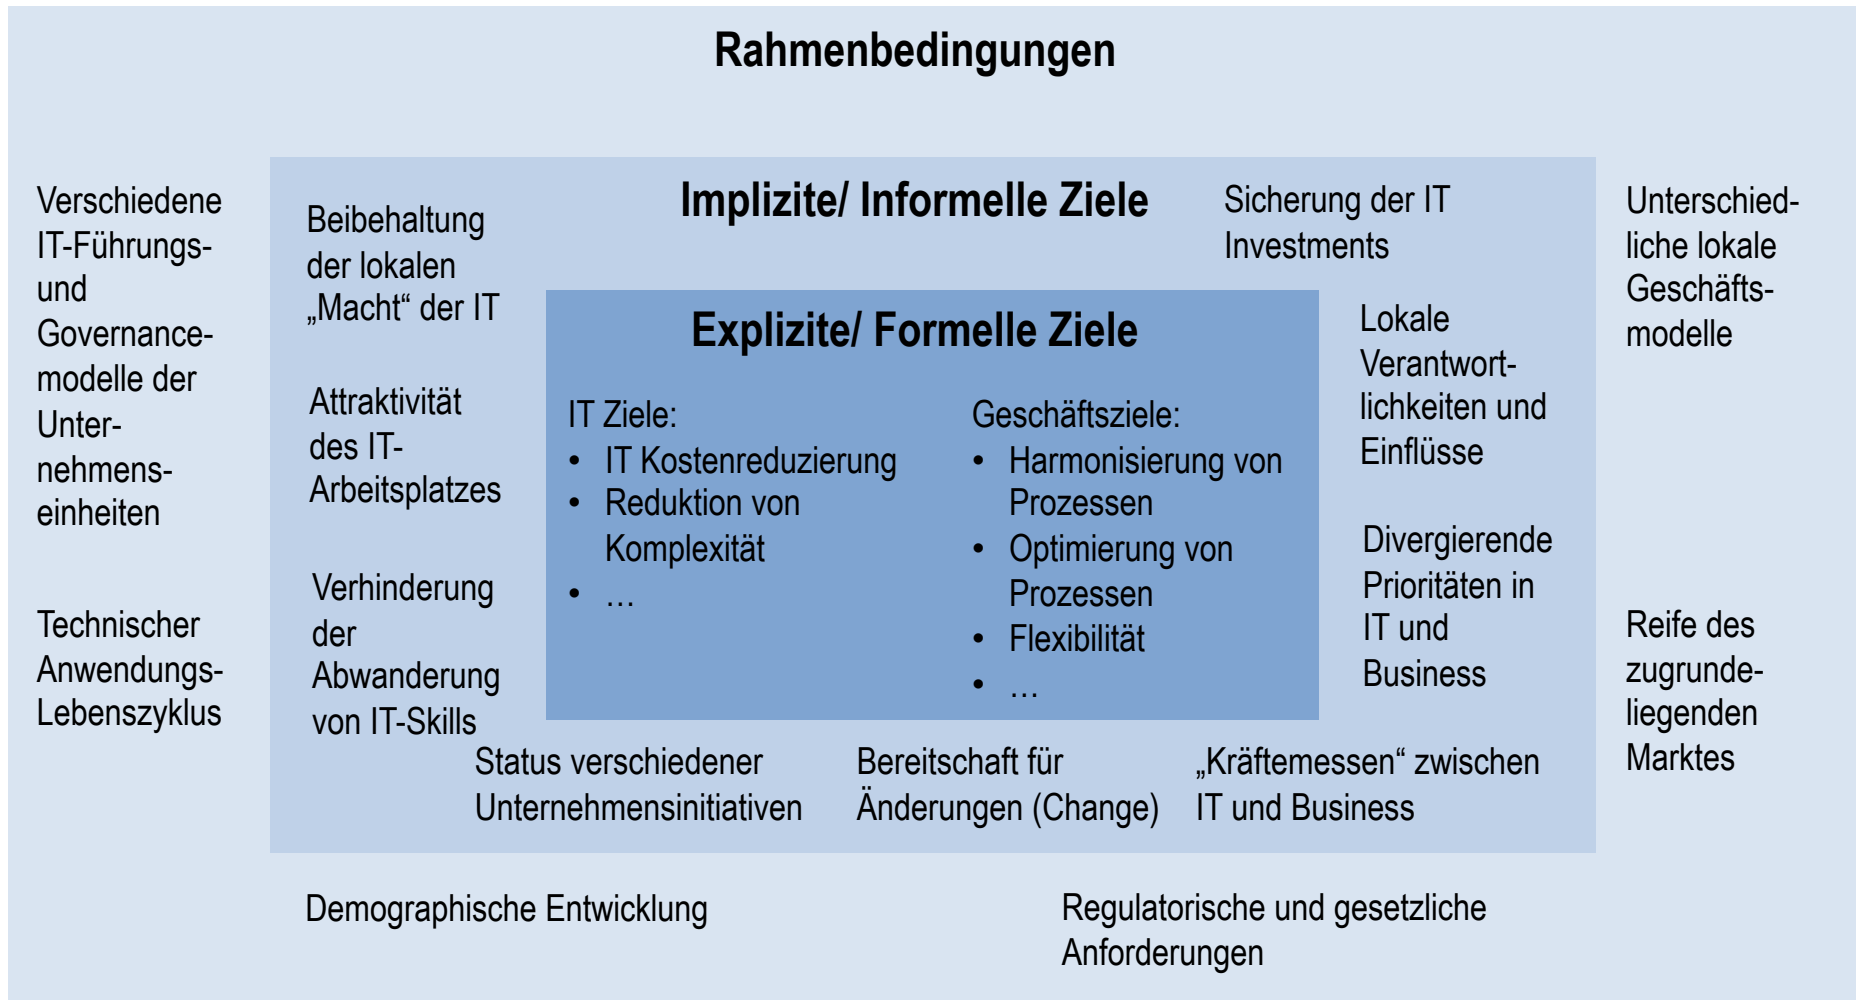 Rahmenbedingungen
Verschiedene
IT-Führungs-
und
Governance-
modelle der
Unter-
nehmens-
einheiten
Technischer
Anwendungs-
Lebenszyklus
Implizite/ Informelle Ziele
Beibehaltung
der lokalen
„Macht“ der IT
Attraktivität
des IT-
Arbeitsplatzes
Verhinderung
der
Abwanderung
von IT-Skills
Explizite/ Formelle Ziele
IT Ziele:
• IT Kostenreduzierung
• Reduktion von
Komplexität
• …
Geschäftsziele:
• Harmonisierung von
Prozessen
• Optimierung von
Prozessen
• Flexibilität
• …
Sicherung der IT
Investments
Lokale
Verantwort-
lichkeiten und
Einflüsse
Divergierende
Prioritäten in
IT und
Business
Status verschiedener
Unternehmensinitiativen
Bereitschaft für
Änderungen (Change)
„Kräftemessen“ zwischen
IT und Business
Unterschied-
liche lokale
Geschäfts-
modelle
Reife des
zugrunde-
liegenden
Marktes
Demographische Entwicklung
Regulatorische und gesetzliche
Anforderungen